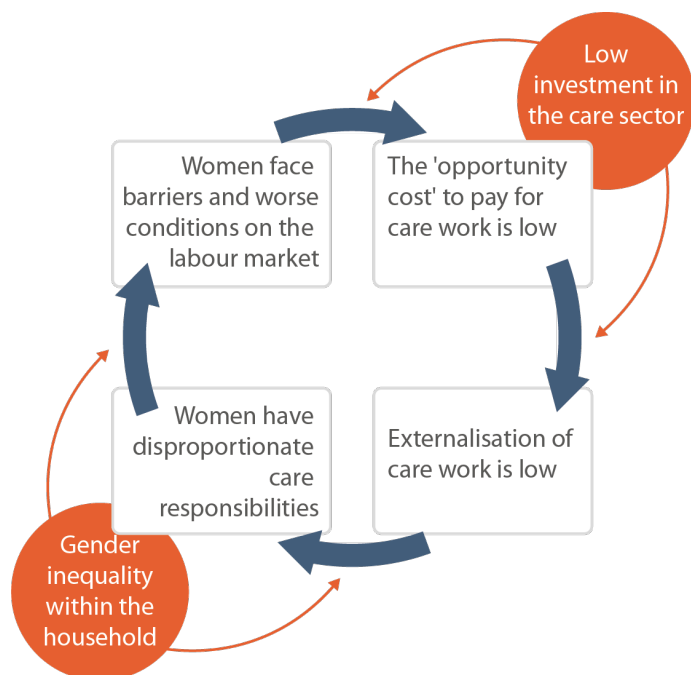 Low
investment in
the care sector
Women face
barriers and worse
conditions on the
labour market
The 'opportunity
cost' to pay for
care work is low
Women have
disproportionate
care
responsibilities
Externalisation of
care work is low
Gender
inequality
within the
household